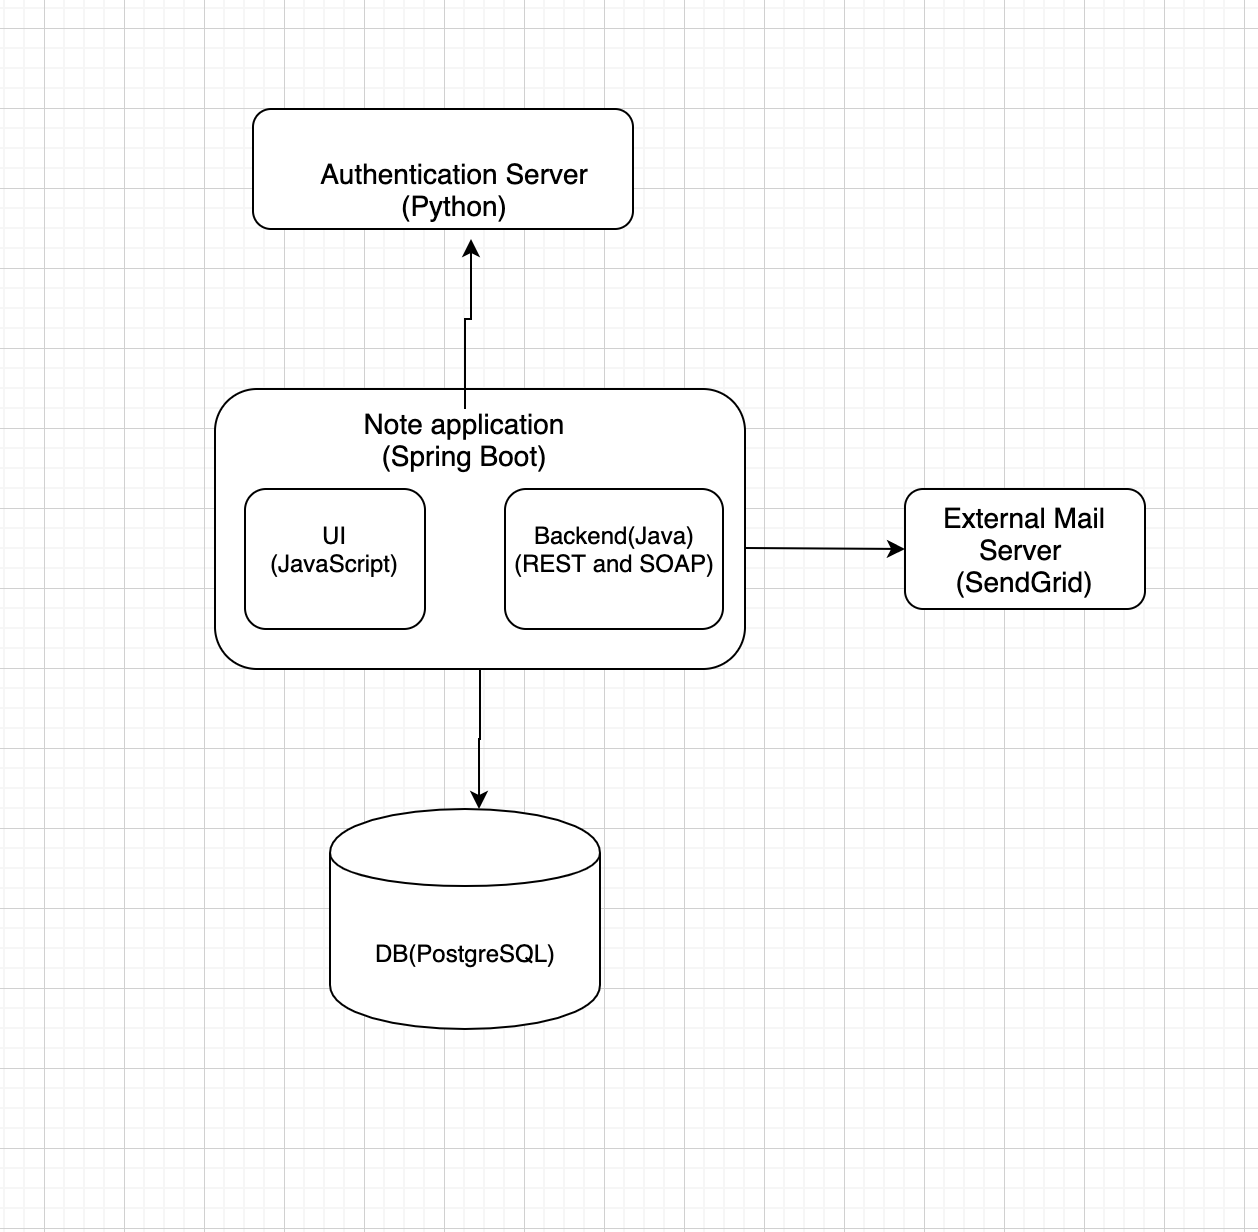 Authentication Server
(Python)
Note application
(Spring Boot)
UI
(JavaScript)
Backend(Java)
(REST and SOAP)
External Mail
Server
(SendGrid)
DB(PostgreSQL)